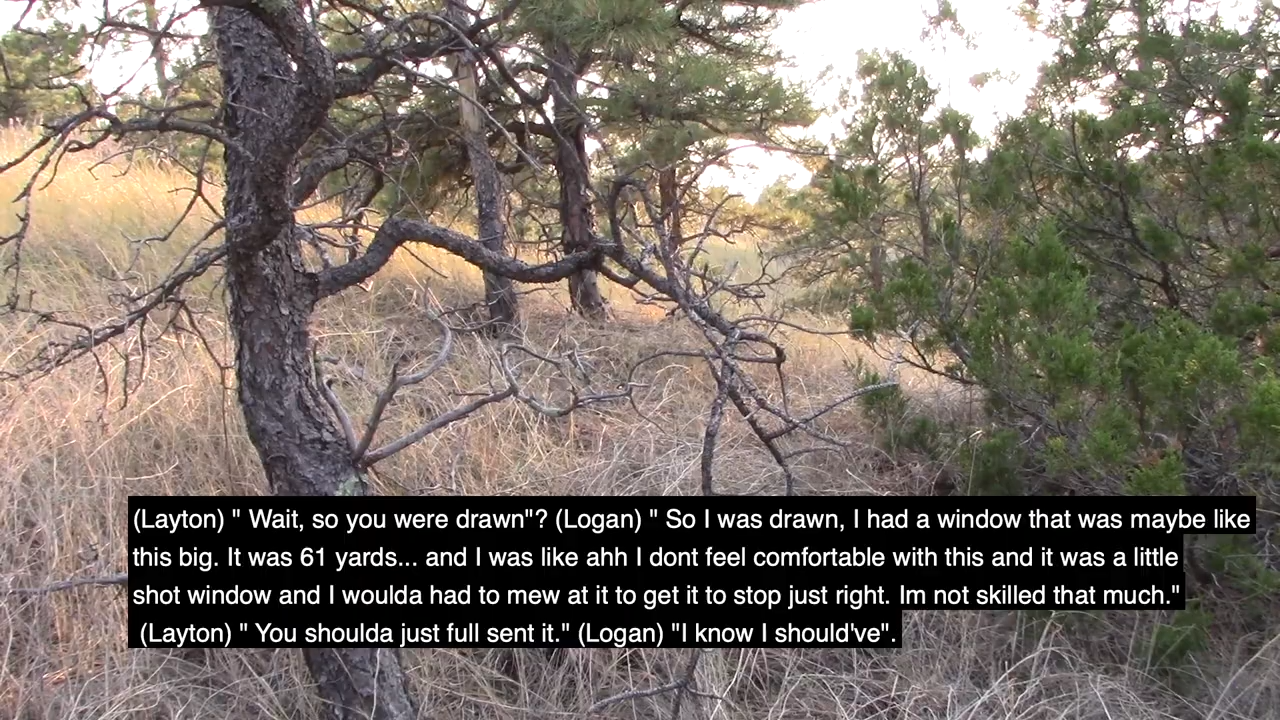 (Layton) " Wait, so you were drawn"? (Logan) " So I was drawn, I had a window that was maybe like
this big. It was 61 yards... and I was like ahh I dont feel comfortable with this and it was a little
shot window and I woulda had to mew at it to get it to stop just right. Im not skilled that much."
(Layton) " You shoulda just full sent it." (Logan) "I know I should've".